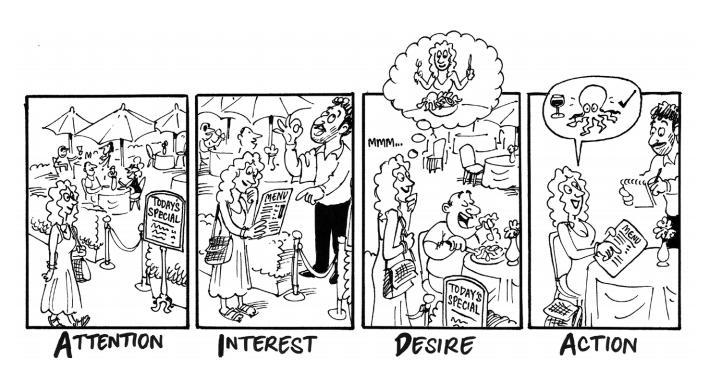 TODAY'S
SPECIAL
MENU
MMM...
TODAY'S
SPECIAL
MENU
ATTENTION
INTEREST
DESIRE
ACTION